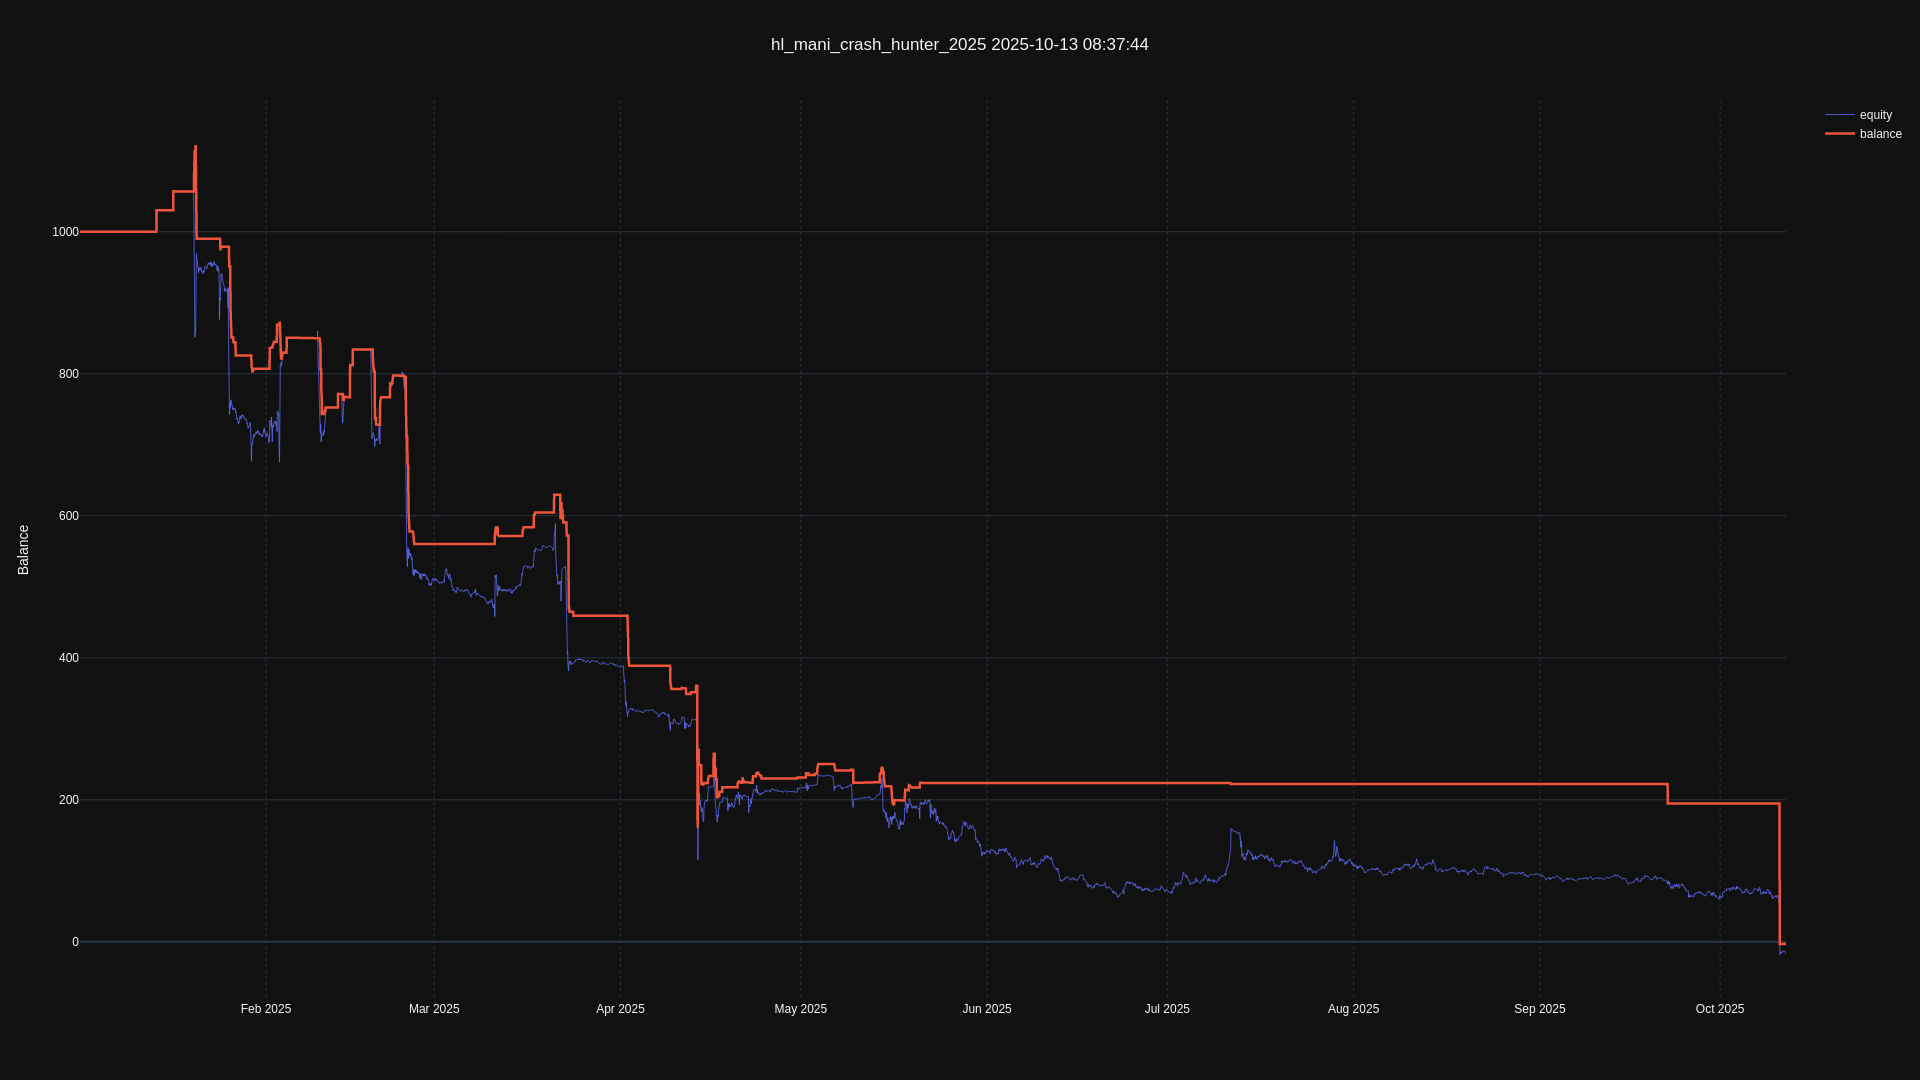 hl_mani_crash_hunter_2025 2025-10-13 08:37:44
equity
balance
Balance
1000
800
600
400
200
0
Feb 2025
Mar 2025
Apr 2025
May 2025
Jun 2025
Jul 2025
Aug 2025
Sep 2025
Oct 2025